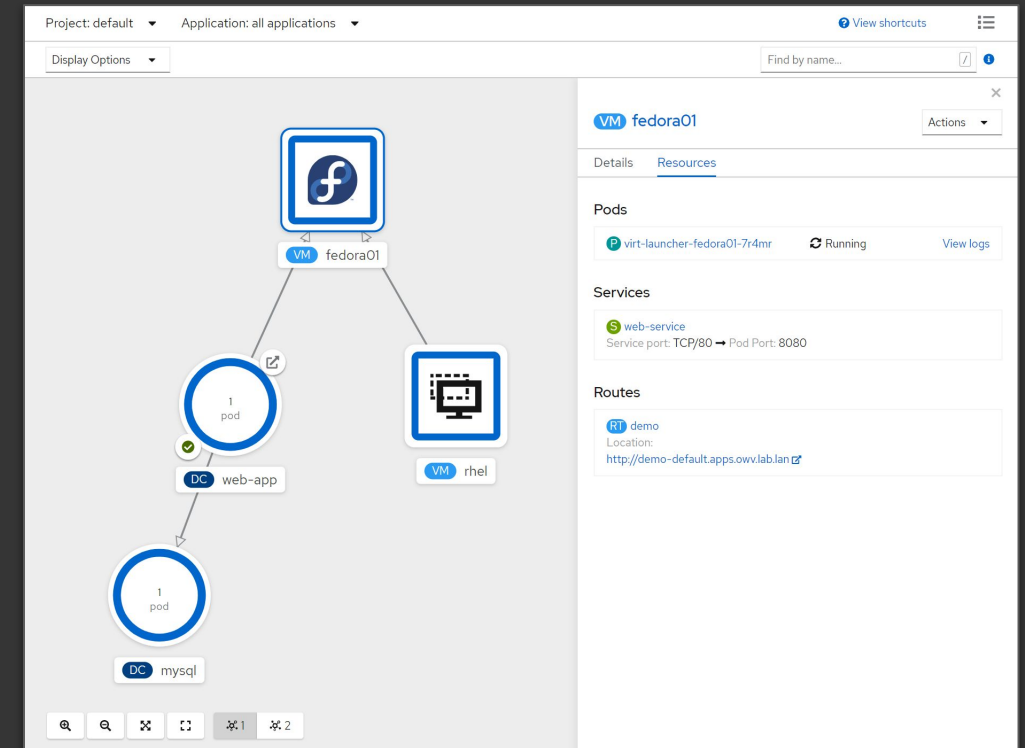 Project: default
Application: all applications
View shortcuts
Display Options
Find by name...
/
VM fedora01
Actions
Details
Resources
Pods
P virt-launcher-fedora01-7r4mr
Running
View logs
Services
S web-service
Service port: TCP/80 → Pod Port: 8080
Routes
RT demo
Location:
http://demo-default.apps.owv.lab.lan
VM fedora01
1
pod
DC web-app
VM rhel
1
pod
DC mysql
1
2